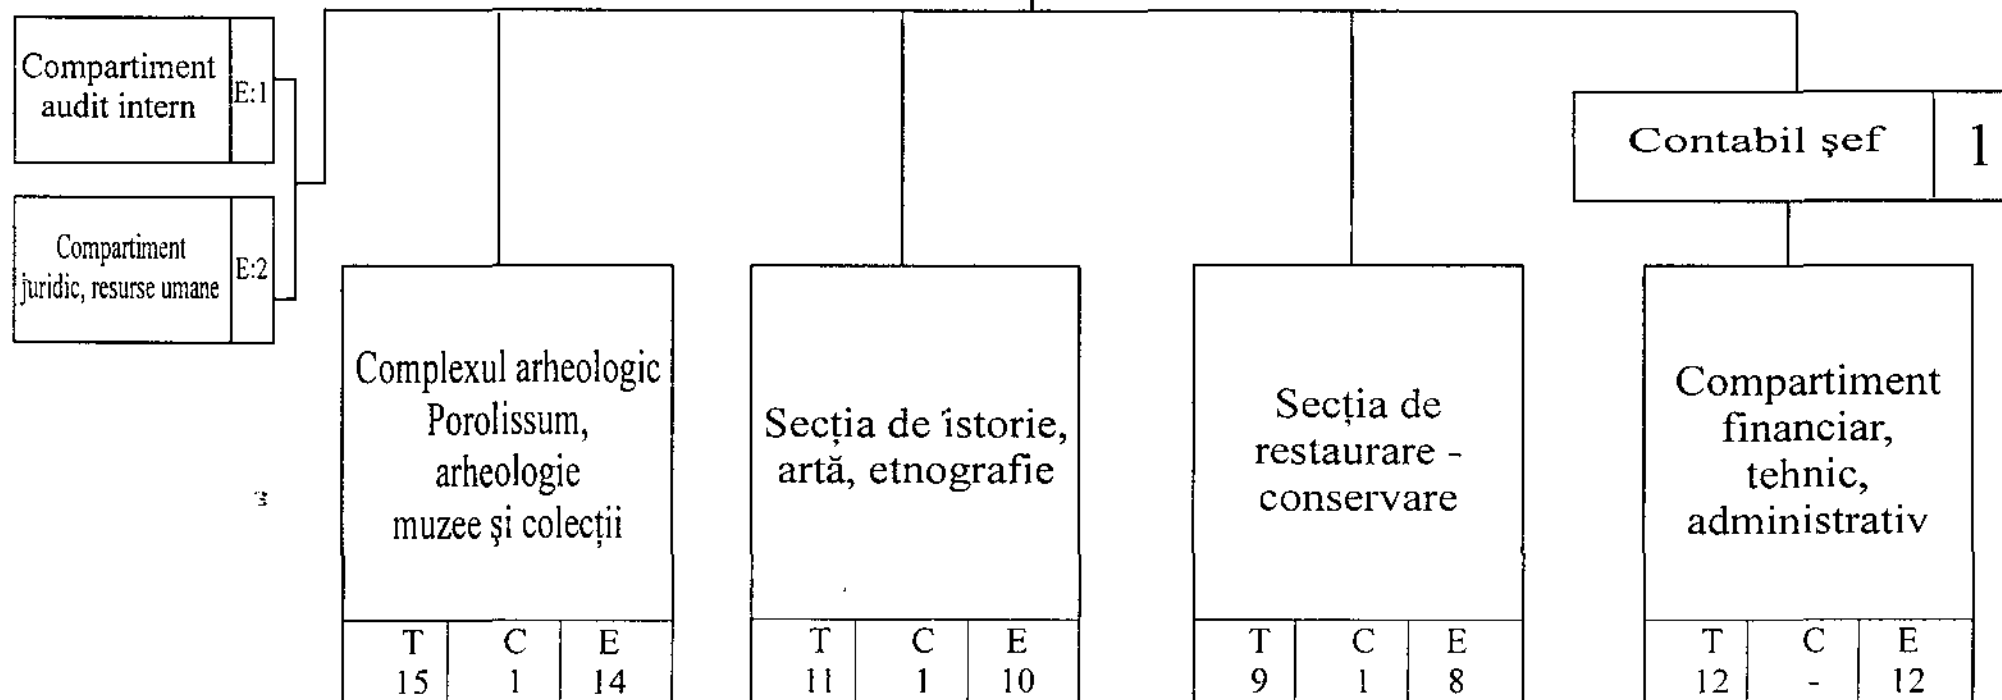 Compartiment
audit intern
E:1
Contabil şef
1
Compartiment
juridic, resurse umane
E:2
Complexul arheologic
Porolissum,
arheologie
muzee şi colecţii
T C E
15 1 14
Secţia de istorie,
artă, etnografie
T C E
11 1 10
Secţia de
restaurare -
conservare
T C E
9 1 8
Compartiment
financiar,
tehnic,
administrativ
T C E
12 - 12